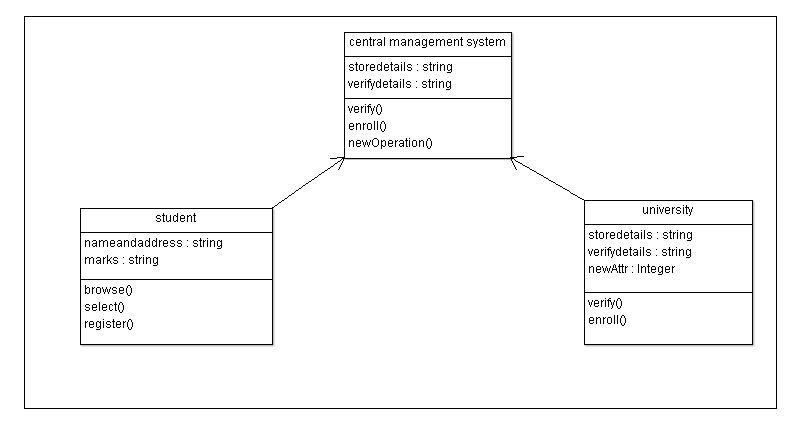 central management system
storedetails : string
verifydetails : string
verify()
enroll()
newOperation()
student
nameandaddress : string
marks : string
browse()
select()
register()
university
storedetails : string
verifydetails : string
newAttr : Integer
verify()
enroll()